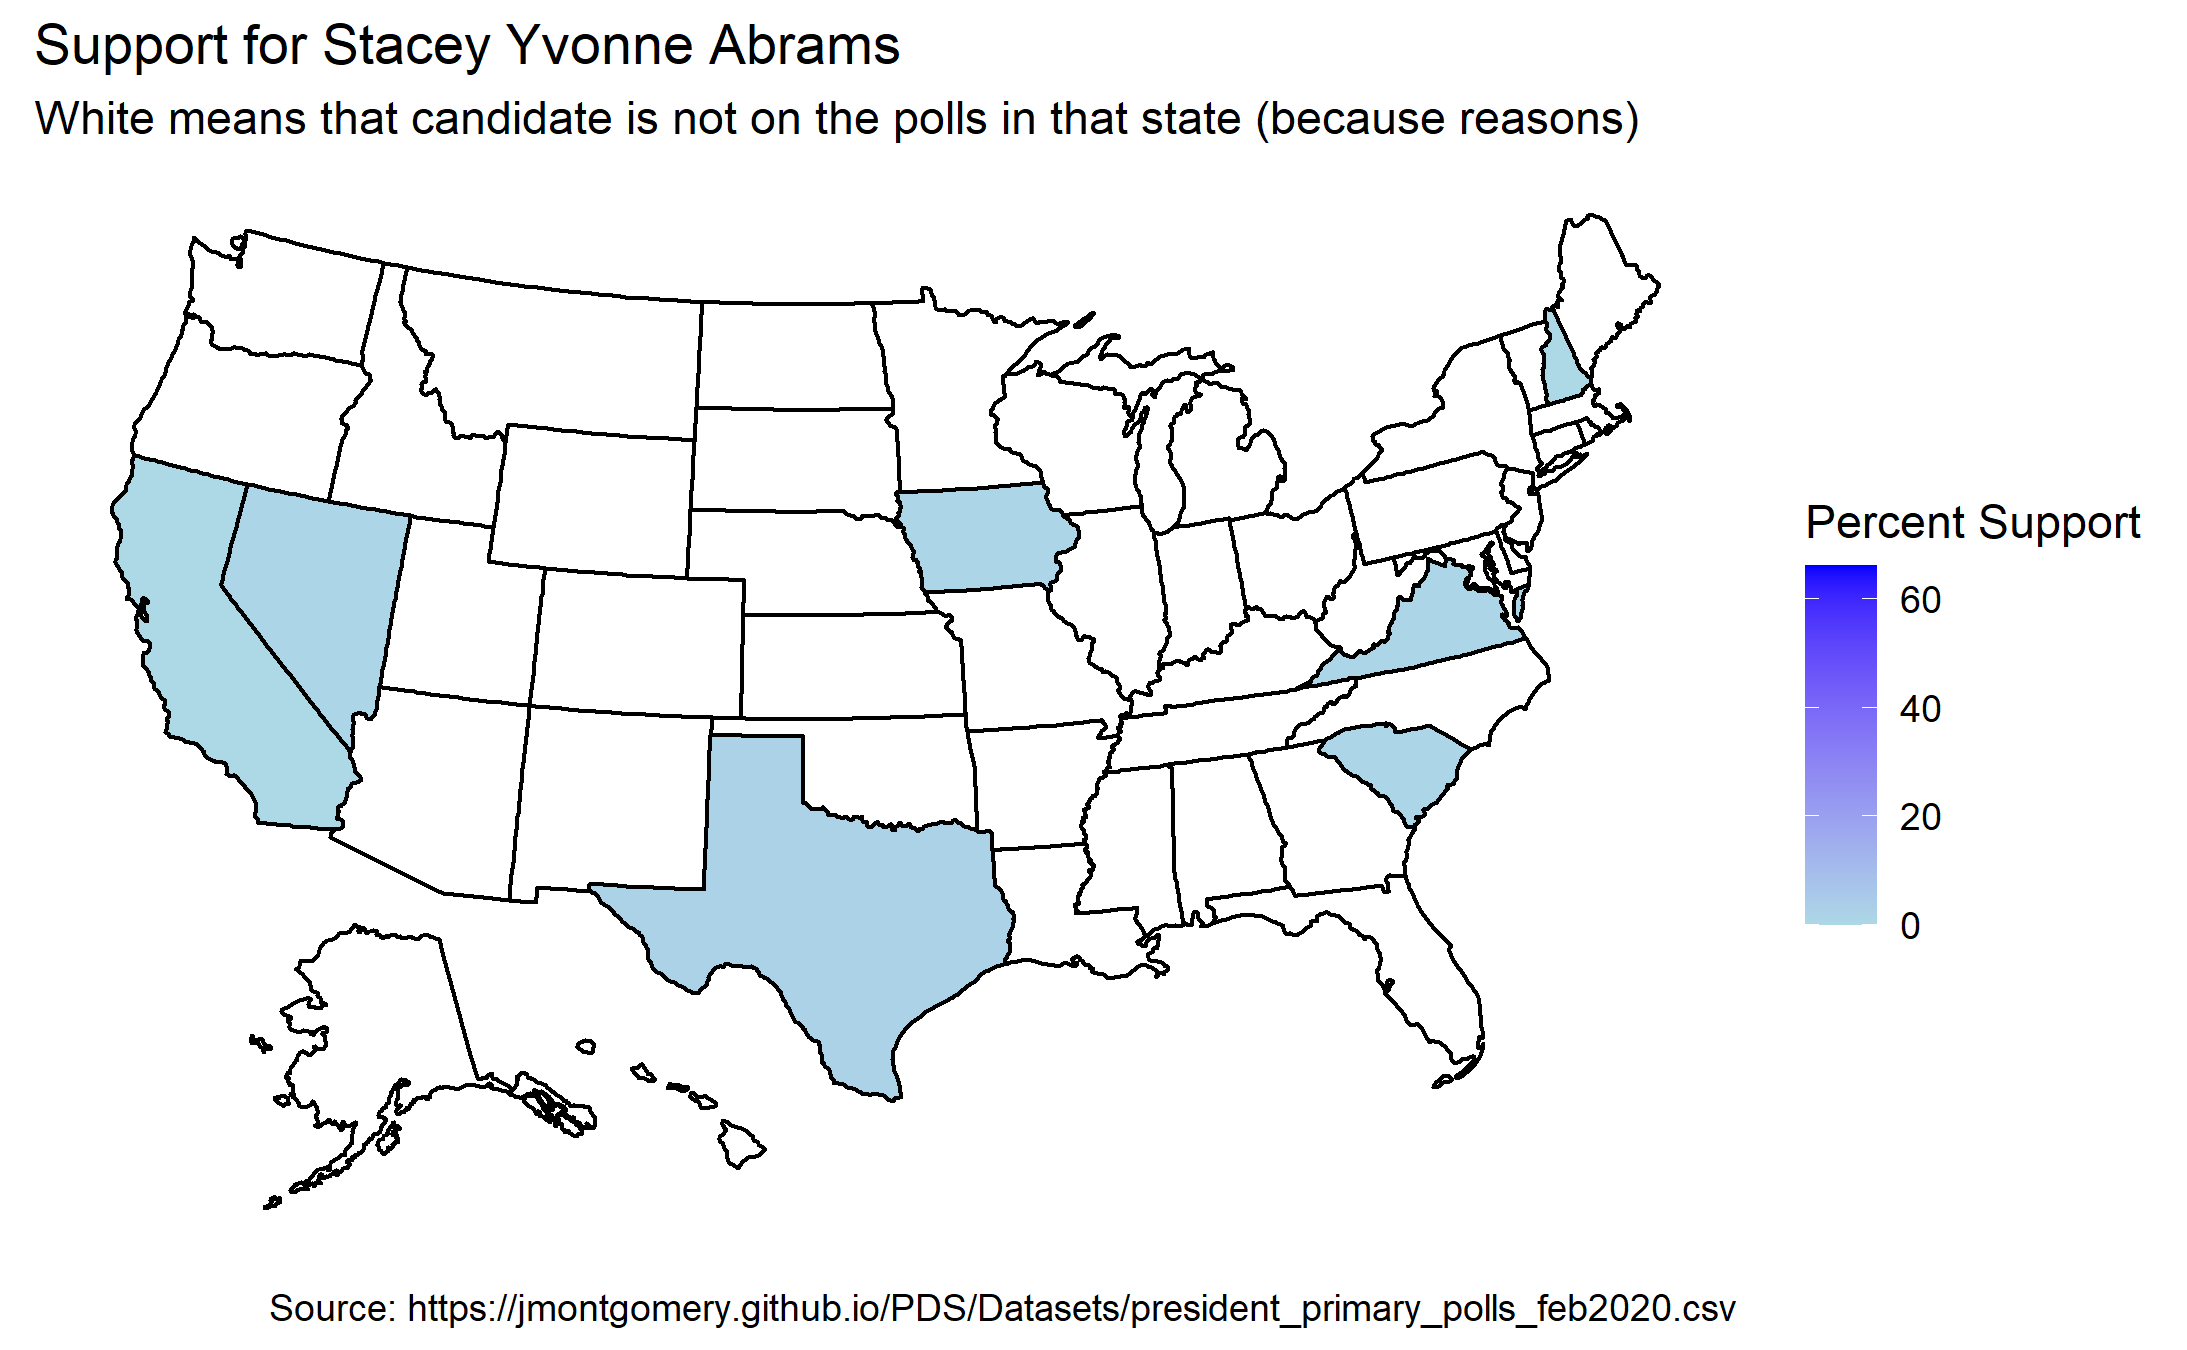 Support for Stacey Yvonne Abrams
White means that candidate is not on the polls in that state (because reasons)
Percent Support
60
40
20
0
Source: https://jmontgomery.github.io/PDS/Datasets/president_primary_polls_feb2020.csv